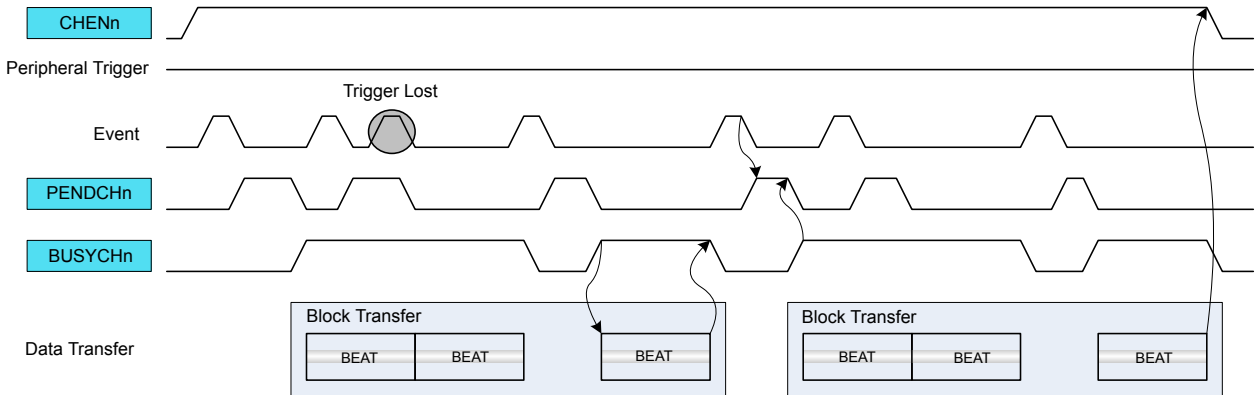 CHENn
Peripheral Trigger
Trigger Lost
Event
PENDCHn
BUSYCHn
Block Transfer
Block Transfer
Data Transfer
BEAT
BEAT
BEAT
BEAT
BEAT
BEAT